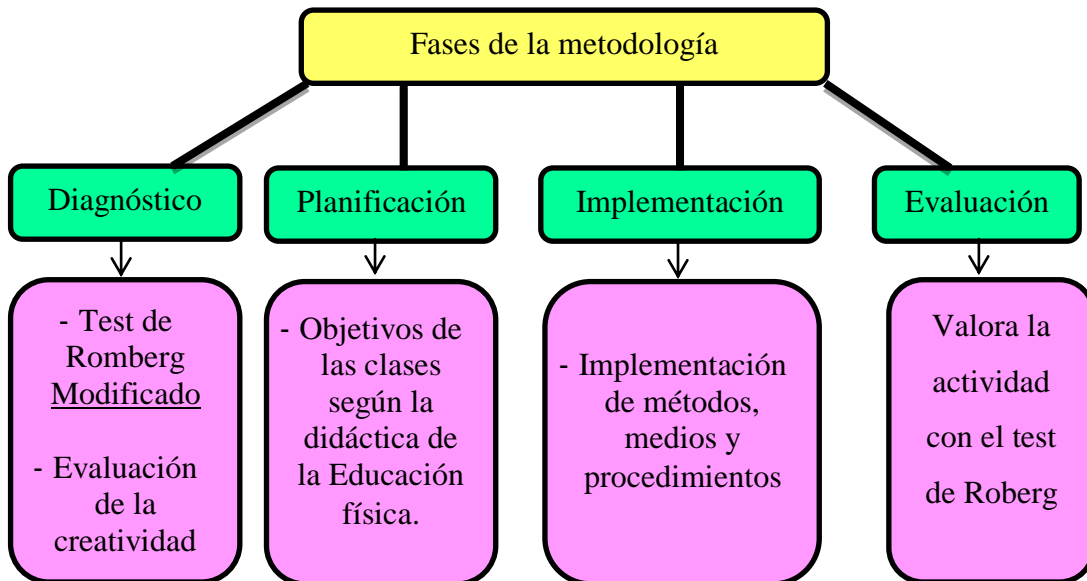 Fases de la metodología
Diagnóstico
Planificación
Implementación
Evaluación
- Test de
Romberg
Modificado
- Evaluación
de la
creatividad
- Objetivos de
las clases
según la
didáctica de
la Educación
física.
- Implementación
de métodos,
medios y
procedimientos
Valora la
actividad
con el test
de Roberg